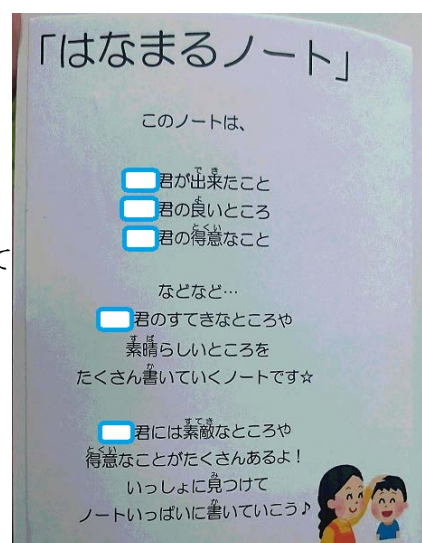 「はなまるノート」
このノートは、
君が出来たこと
君の良いところ
君の得意なこと
などなど…
君のすてきなところや
素晴らしいところを
たくさん書いていくノートです☆
君には素敵なところや
得意なことがたくさんあるよ！
いっしょに見つけて
ノートいっぱいに書いていこう♪